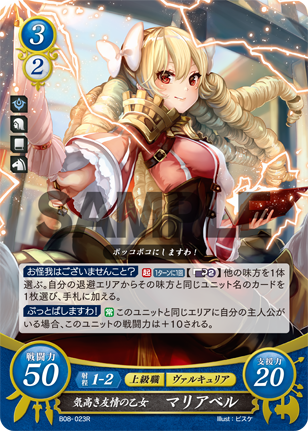 3
2
SAMPLE
ボッコボコにしますわ！
お怪我はございませんこと？ 起 1ターンに1回 【 2】他の味方を1体
選ぶ。自分の退避エリアからその味方と同じユニット名のカードを
1枚選び、手札に加える。
ぶっとばしますわ！ 常 このユニットと同じエリアに自分の主人公が
いる場合、このユニットの戦闘力は＋10される。
戦闘力 50
射程 1-2 上級職 ヴァルキュリア
支援力 20
気高き友情の乙女 マリアベル
B08-023R Illust：ビスケ